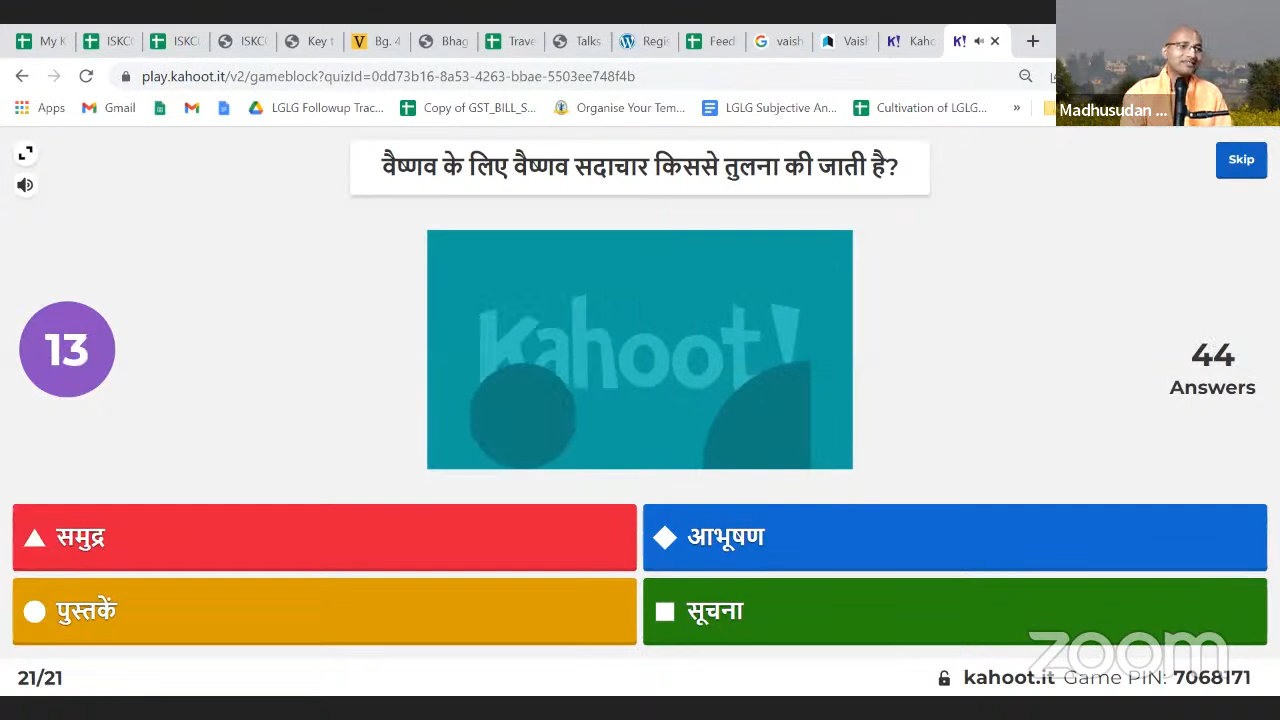 My K ISKC ISKC ISKC Key t Bg. 4 Bhag Trave Talks Regis Feed vaish Vaish Kaho
play.kahoot.it/v2/gameblock?quizId=0dd73b16-8a53-4263-bbae-5503ee748f4b
Apps Gmail LGLG Followup Trac... Copy of GST_BILL_S... Organise Your Tem... LGLG Subjective An... Cultivation of LGLG... »
Madhusudan ...
वैष्णव के लिए वैष्णव सदाचार किससे तुलना की जाती है?
Skip
Kahoot!
13
44
Answers
समुद्र
आभूषण
पुस्तकें
सूचना
zoom
21/21
kahoot.it Game PIN: 7068171